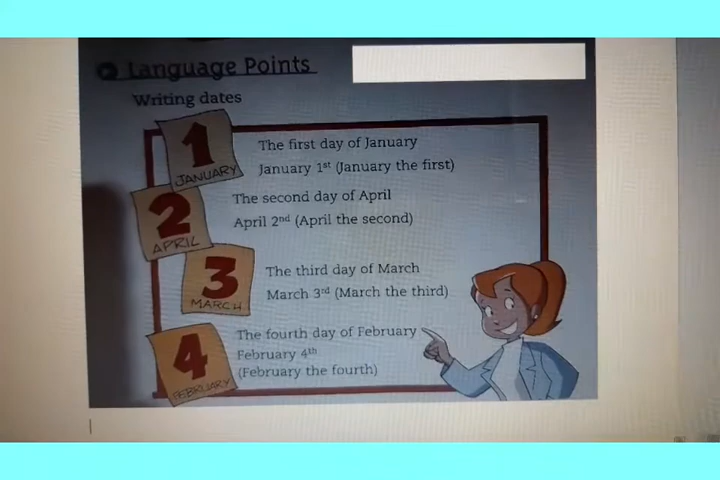 Language Points
Writing dates
1
JANUARY
The first day of January
January 1st (January the first)
2
APRIL
The second day of April
April 2nd (April the second)
3
MARCH
The third day of March
March 3rd (March the third)
4
FEBRUARY
The fourth day of February
February 4th
(February the fourth)